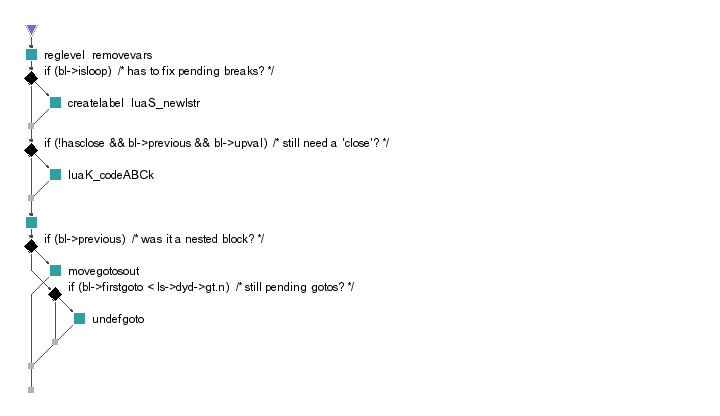 reglevel removevars
if (bl->isloop) /* has to fix pending breaks? */
createlabel luaS_newlstr
if (!hasclose && bl->previous && bl->upval) /* still need a 'close'? */
luaK_codeABCk
if (bl->previous) /* was it a nested block? */
movegotosout
if (bl->firstgoto < ls->dyd->gt.n) /* still pending gotos? */
undefgoto